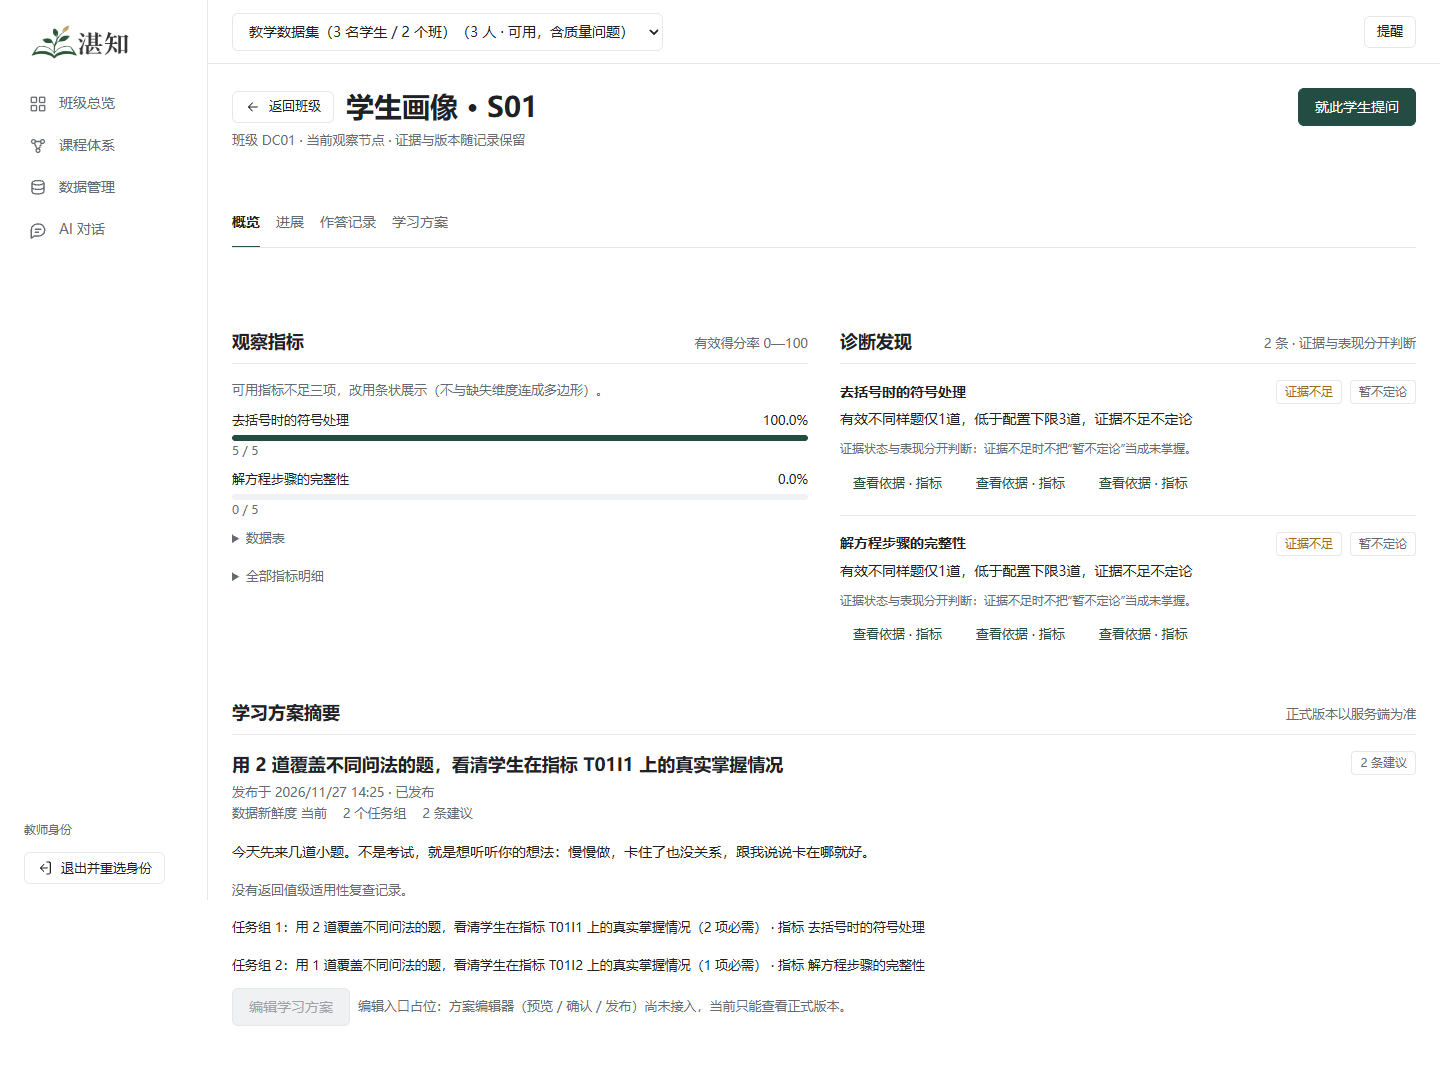 湛知
班级总览
课程体系
数据管理
AI 对话
教师身份
退出并重选身份
教学数据集（3 名学生 / 2 个班）（3 人 · 可用，含质量问题）
提醒
返回班级
学生画像 • S01
就此学生提问
班级 DC01 · 当前观察节点 · 证据与版本随记录保留
概览 进展 作答记录 学习方案
观察指标
有效得分率 0—100
可用指标不足三项，改用条状展示（不与缺失维度连成多边形）。
去括号时的符号处理 100.0%
5 / 5
解方程步骤的完整性 0.0%
0 / 5
数据表
全部指标明细
诊断发现
2 条 · 证据与表现分开判断
去括号时的符号处理 证据不足 暂不定论
有效不同样题仅1道，低于配置下限3道，证据不足不定论
证据状态与表现分开判断：证据不足时不把“暂不定论”当成未掌握。
查看依据 · 指标 查看依据 · 指标 查看依据 · 指标
解方程步骤的完整性 证据不足 暂不定论
有效不同样题仅1道，低于配置下限3道，证据不足不定论
证据状态与表现分开判断：证据不足时不把“暂不定论”当成未掌握。
查看依据 · 指标 查看依据 · 指标 查看依据 · 指标
学习方案摘要
正式版本以服务端为准
用 2 道覆盖不同问法的题，看清学生在指标 T01I1 上的真实掌握情况
2 条建议
发布于 2026/11/27 14:25 · 已发布
数据新鲜度 当前 2 个任务组 2 条建议
今天先来几道小题。不是考试，就是想听听你的想法：慢慢做，卡住了也没关系，跟我说说卡在哪就好。
没有返回值级适用性复查记录。
任务组 1：用 2 道覆盖不同问法的题，看清学生在指标 T01I1 上的真实掌握情况（2 项必需） · 指标 去括号时的符号处理
任务组 2：用 1 道覆盖不同问法的题，看清学生在指标 T01I2 上的真实掌握情况（1 项必需） · 指标 解方程步骤的完整性
编辑学习方案
编辑入口占位：方案编辑器（预览 / 确认 / 发布）尚未接入，当前只能查看正式版本。